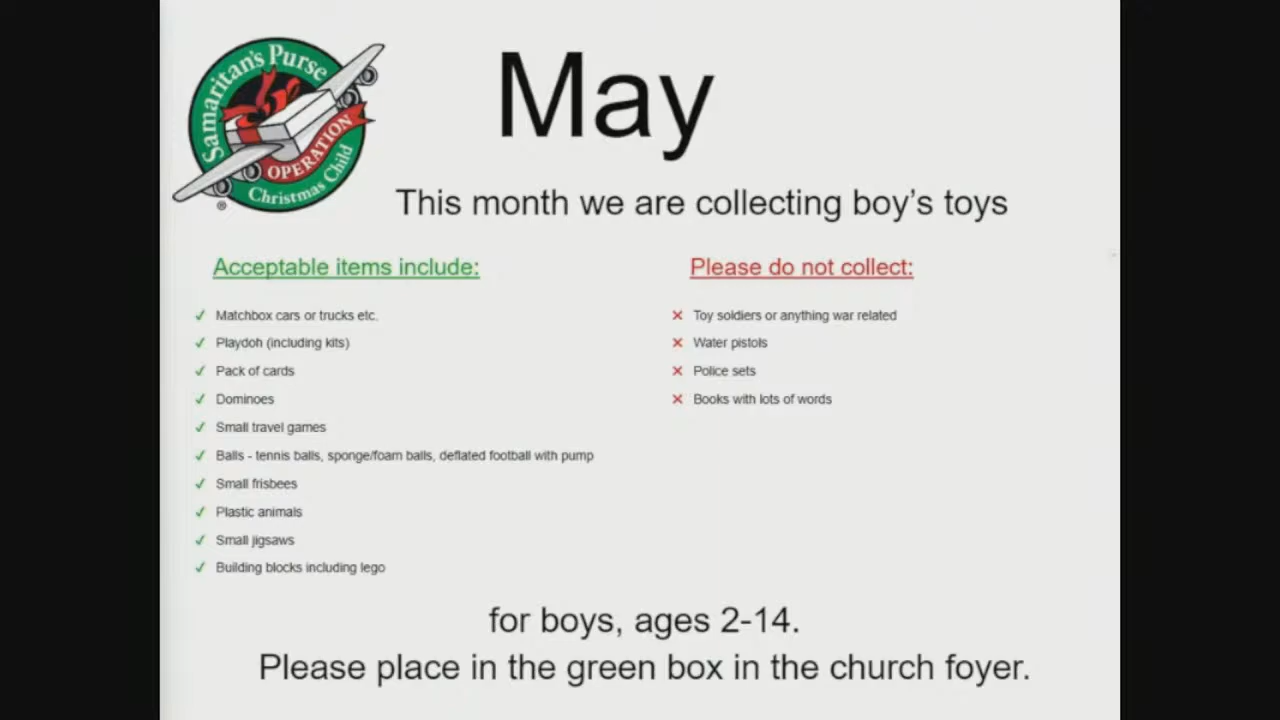 Samaritan's Purse
OPERATION
Christmas Child
®
May
This month we are collecting boy's toys
Acceptable items include:
✓ Matchbox cars or trucks etc.
✓ Playdoh (including kits)
✓ Pack of cards
✓ Dominoes
✓ Small travel games
✓ Balls - tennis balls, sponge/foam balls, deflated football with pump
✓ Small frisbees
✓ Plastic animals
✓ Small jigsaws
✓ Building blocks including lego
Please do not collect:
✕ Toy soldiers or anything war related
✕ Water pistols
✕ Police sets
✕ Books with lots of words
for boys, ages 2-14.
Please place in the green box in the church foyer.